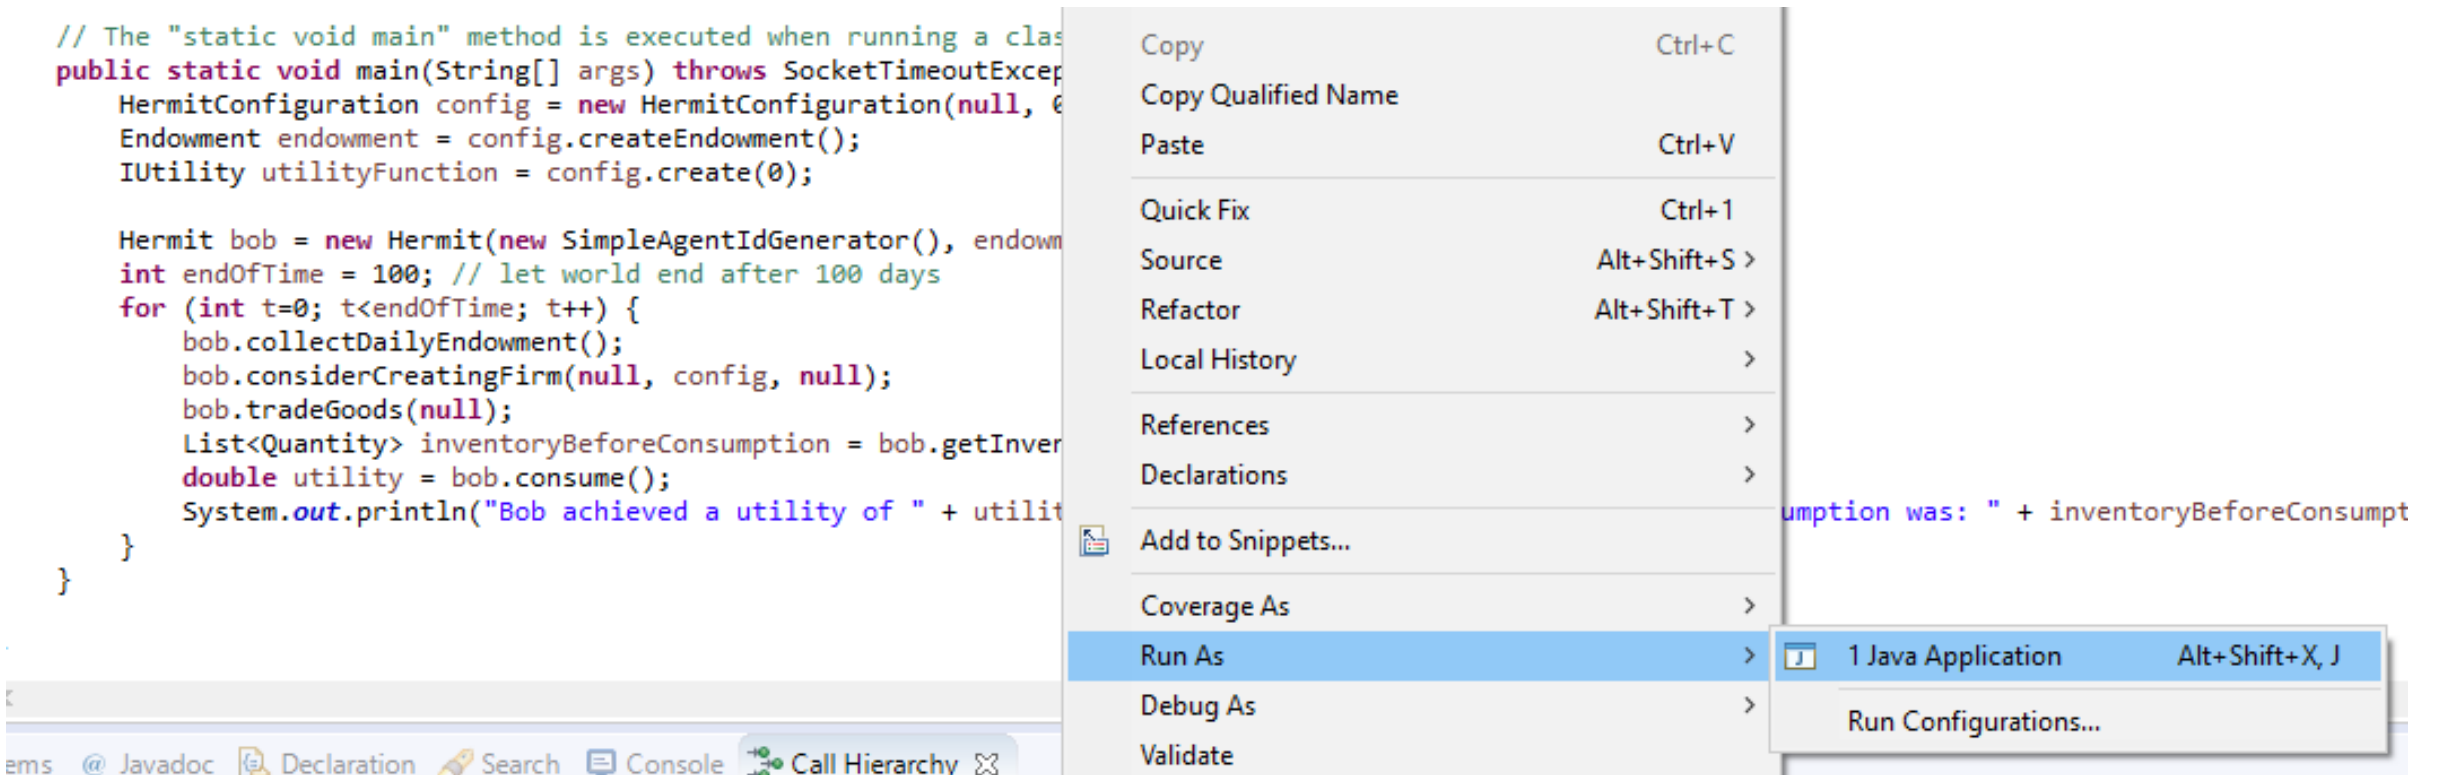 // The "static void main" method is executed when running a clas
public static void main(String[] args) throws SocketTimeoutExcep
HermitConfiguration config = new HermitConfiguration(null, 0
Endowment endowment = config.createEndowment();
IUtility utilityFunction = config.create(0);
Hermit bob = new Hermit(new SimpleAgentIdGenerator(), endowm
int endOfTime = 100; // let world end after 100 days
for (int t=0; t<endOfTime; t++) {
bob.collectDailyEndowment();
bob.considerCreatingFirm(null, config, null);
bob.tradeGoods(null);
List<Quantity> inventoryBeforeConsumption = bob.getInver
double utility = bob.consume();
System.out.println("Bob achieved a utility of " + utilit
umption was: " + inventoryBeforeConsumpt
}
}
Copy Ctrl+C
Copy Qualified Name
Paste Ctrl+V
Quick Fix Ctrl+1
Source Alt+Shift+S >
Refactor Alt+Shift+T >
Local History >
References >
Declarations >
Add to Snippets...
Coverage As >
Run As >
Debug As >
Validate
1 Java Application Alt+Shift+X, J
Run Configurations...
ems @ Javadoc Declaration Search Console Call Hierarchy